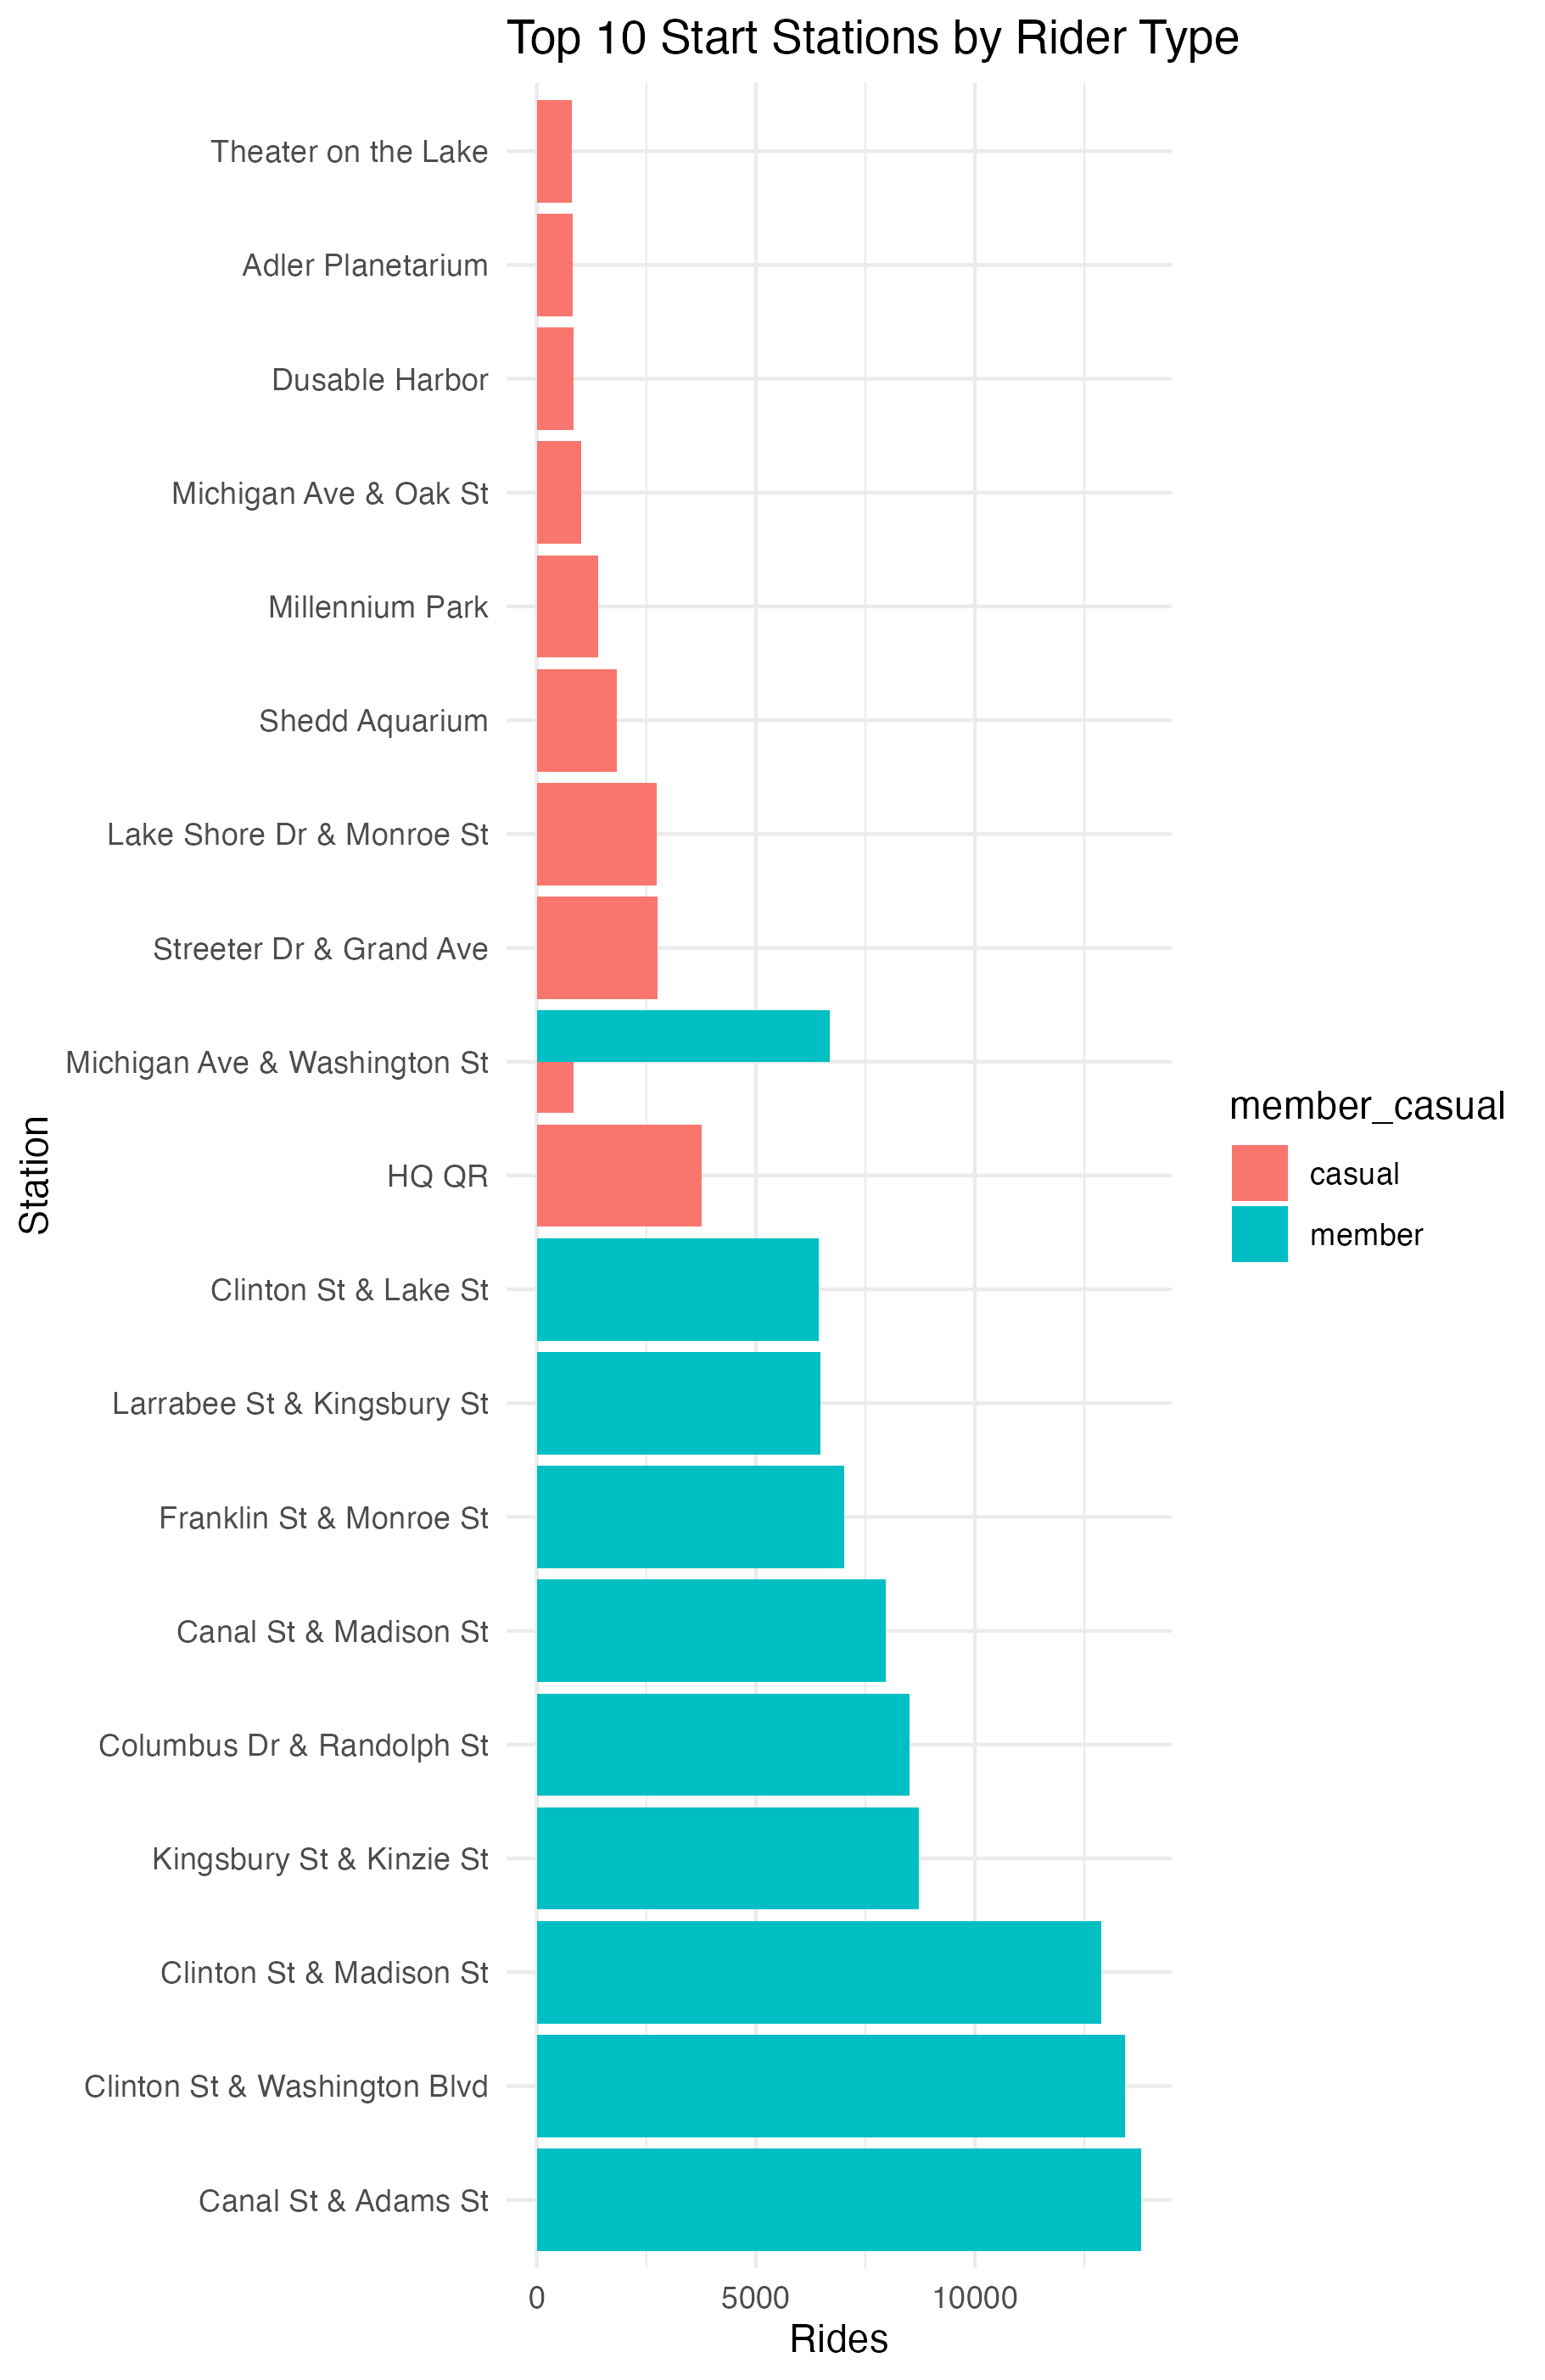 Top 10 Start Stations by Rider Type
Theater on the Lake
Adler Planetarium
Dusable Harbor
Michigan Ave & Oak St
Millennium Park
Shedd Aquarium
Lake Shore Dr & Monroe St
Streeter Dr & Grand Ave
Michigan Ave & Washington St
HQ QR
Clinton St & Lake St
Larrabee St & Kingsbury St
Franklin St & Monroe St
Canal St & Madison St
Columbus Dr & Randolph St
Kingsbury St & Kinzie St
Clinton St & Madison St
Clinton St & Washington Blvd
Canal St & Adams St
Station
0 5000 10000
Rides
member_casual
casual
member